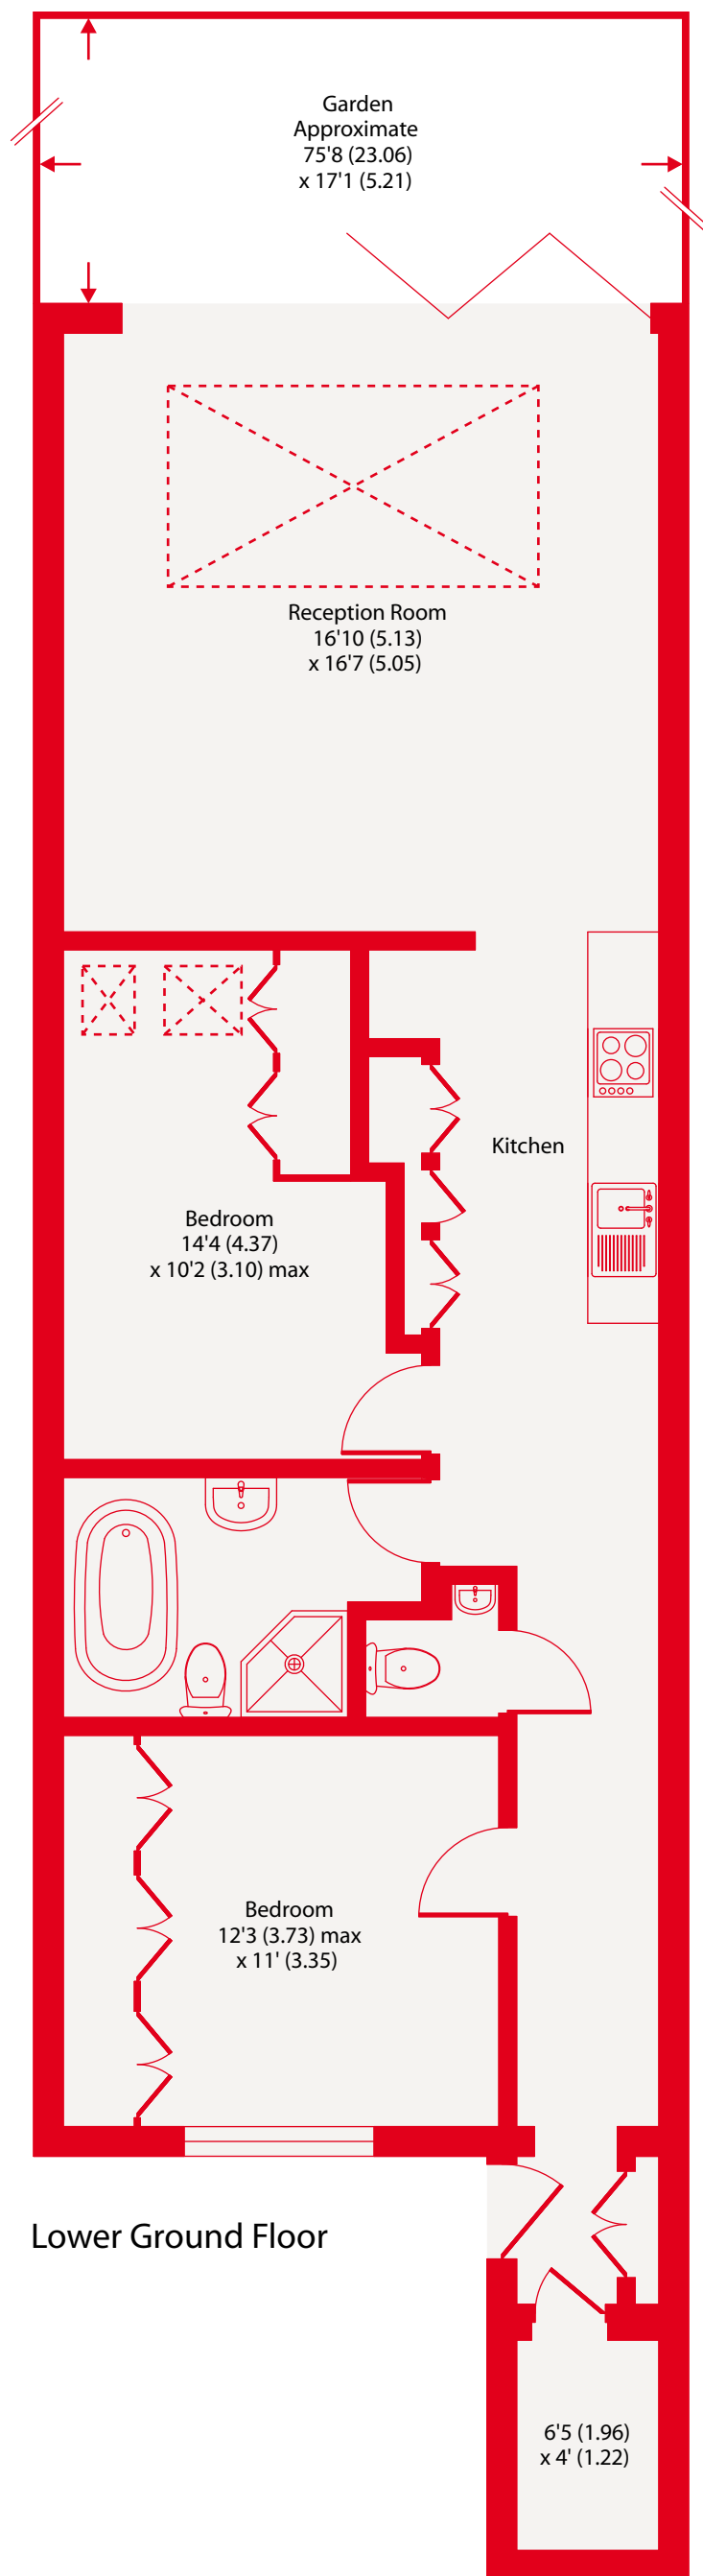 Garden
Approximate
75'8 (23.06)
x 17'1 (5.21)
Reception Room
16'10 (5.13)
x 16'7 (5.05)
Kitchen
Bedroom
14'4 (4.37)
x 10'2 (3.10) max
Bedroom
12'3 (3.73) max
x 11' (3.35)
Lower Ground Floor
6'5 (1.96)
x 4' (1.22)